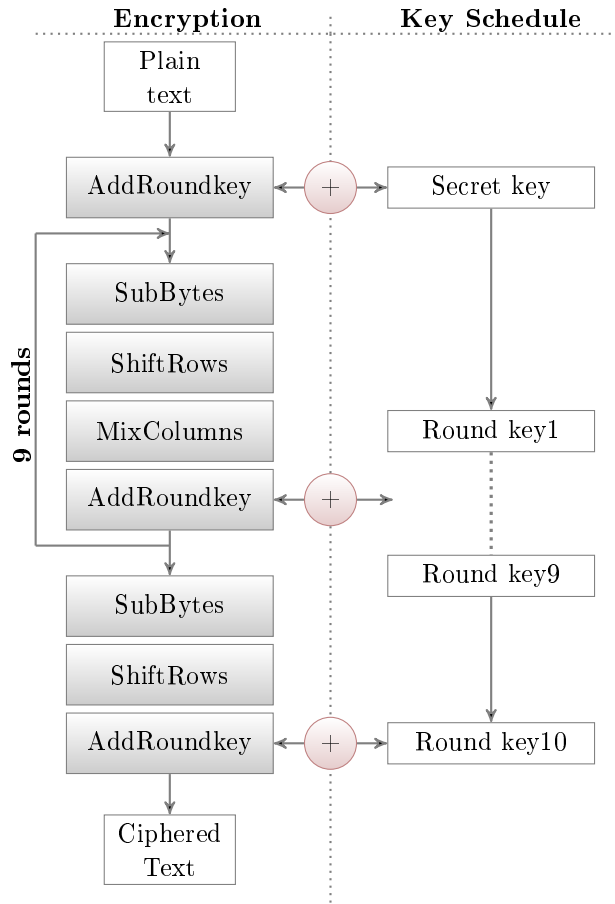 Encryption
Key Schedule
Plain
text
AddRoundkey
+
Secret key
SubBytes
ShiftRows
9 rounds
MixColumns
Round key1
AddRoundkey
+
Round key9
SubBytes
ShiftRows
AddRoundkey
+
Round key10
Ciphered
Text